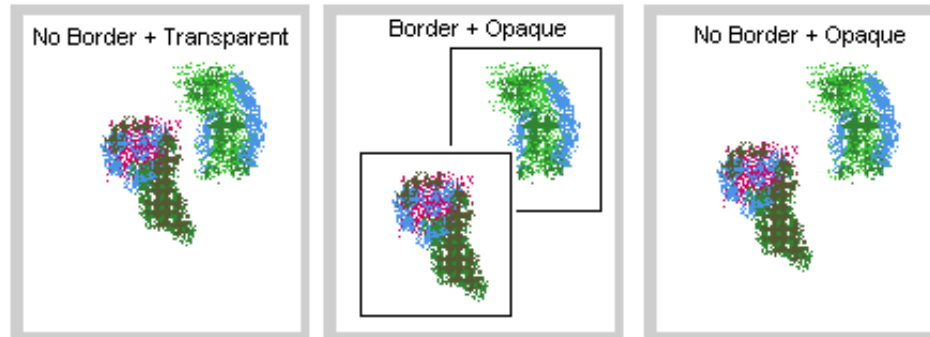 No Border + Transparent
Border + Opaque
No Border + Opaque